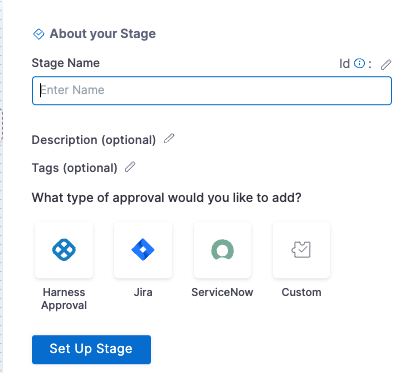 About your Stage
Stage Name
Id :
Enter Name
Description (optional)
Tags (optional)
What type of approval would you like to add?
Harness
Approval
Jira
ServiceNow
Custom
Set Up Stage